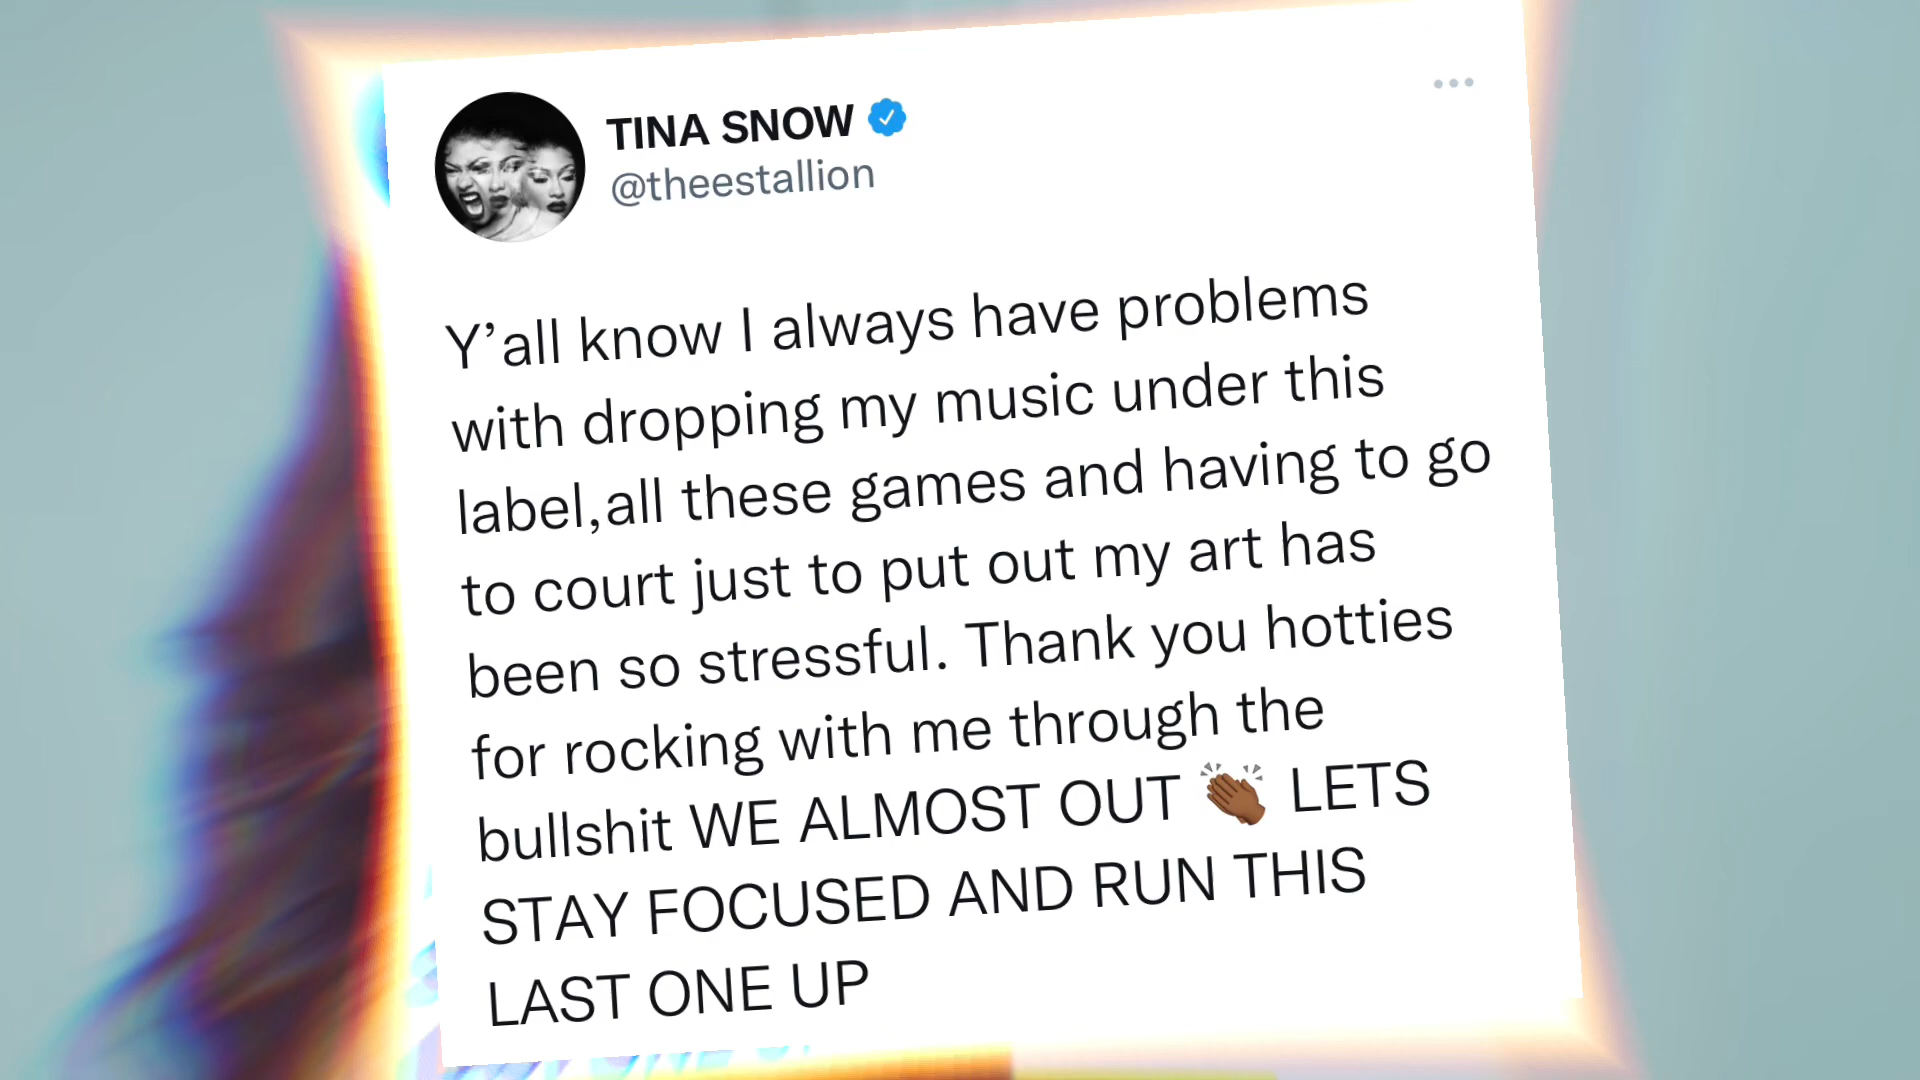 TINA SNOW
@theestallion
Y’all know I always have problems
with dropping my music under this
label,all these games and having to go
to court just to put out my art has
been so stressful. Thank you hotties
for rocking with me through the
bullshit WE ALMOST OUT 👏🏾 LETS
STAY FOCUSED AND RUN THIS
LAST ONE UP